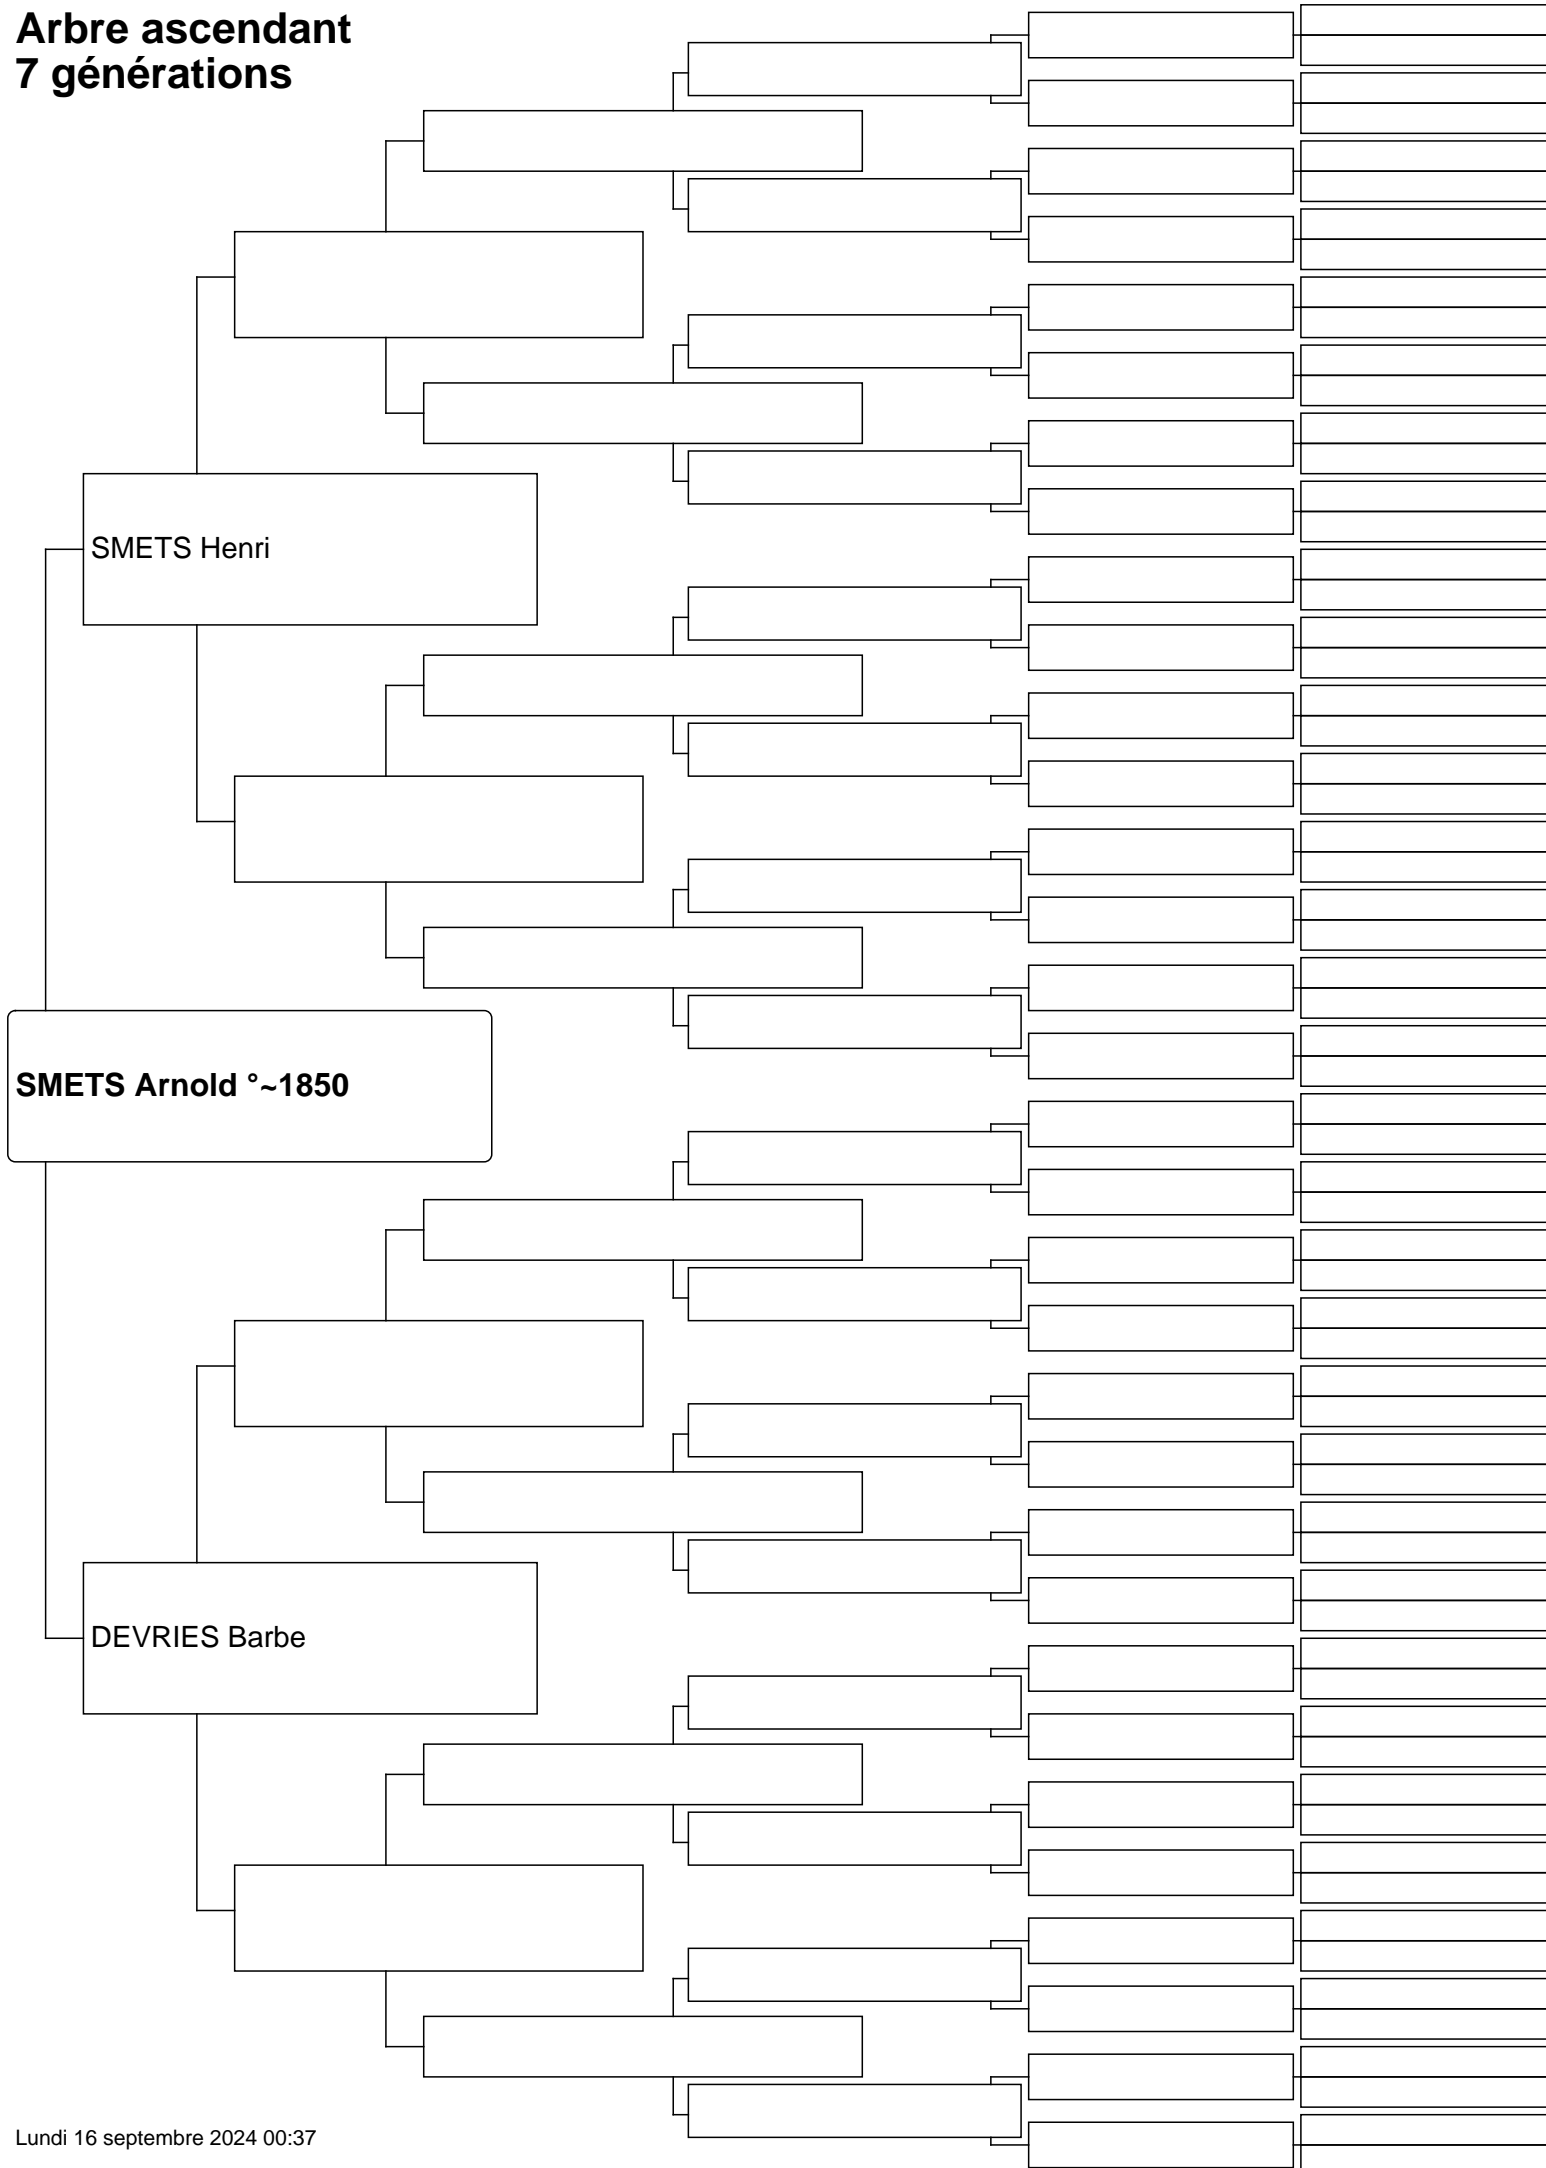 Arbre ascendant
7 générations
SMETS Henri
SMETS Arnold °~1850
DEVRIES Barbe
Lundi 16 septembre 2024 00:37